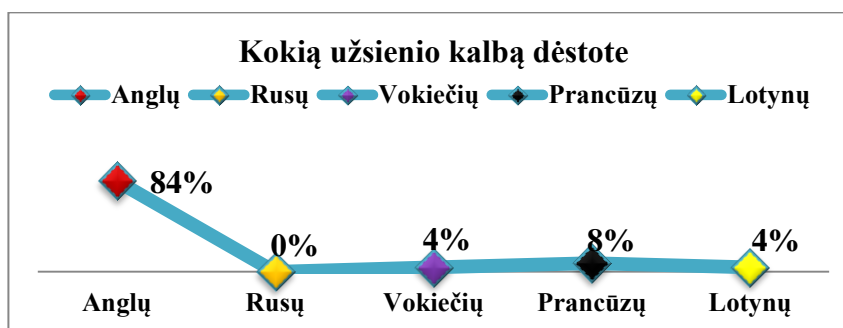 Kokią užsienio kalbą dėstote
Anglų Rusų Vokiečių Prancūzų Lotynų
84%
0% 4% 8% 4%
Anglų Rusų Vokiečių Prancūzų Lotynų